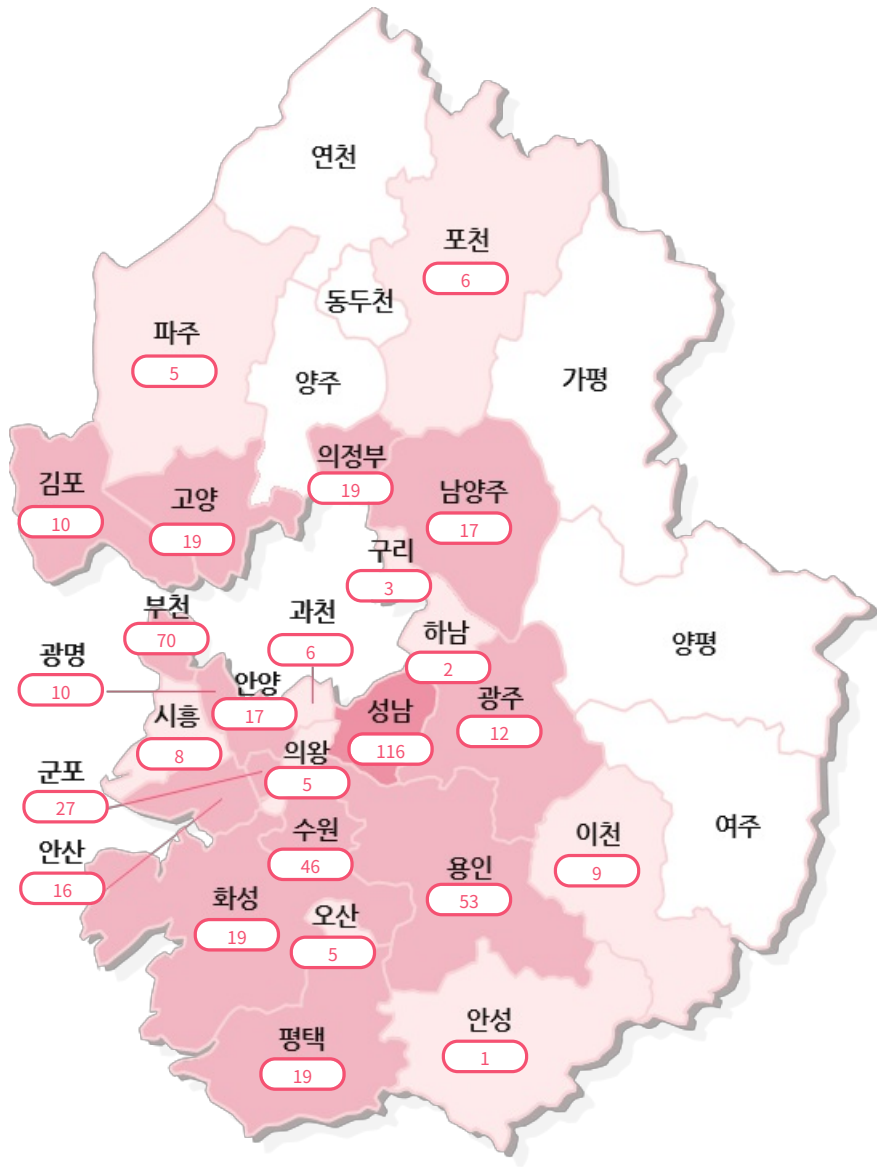 연천
포천
6
동두천
파주
5
양주
가평
의정부
19
김포
10
고양
19
남양주
17
구리
3
부천
70
과천
6
하남
2
양평
광명
10
안양
17
성남
116
광주
12
시흥
8
의왕
5
군포
27
수원
46
이천
9
여주
안산
16
용인
53
화성
19
오산
5
안성
1
평택
19